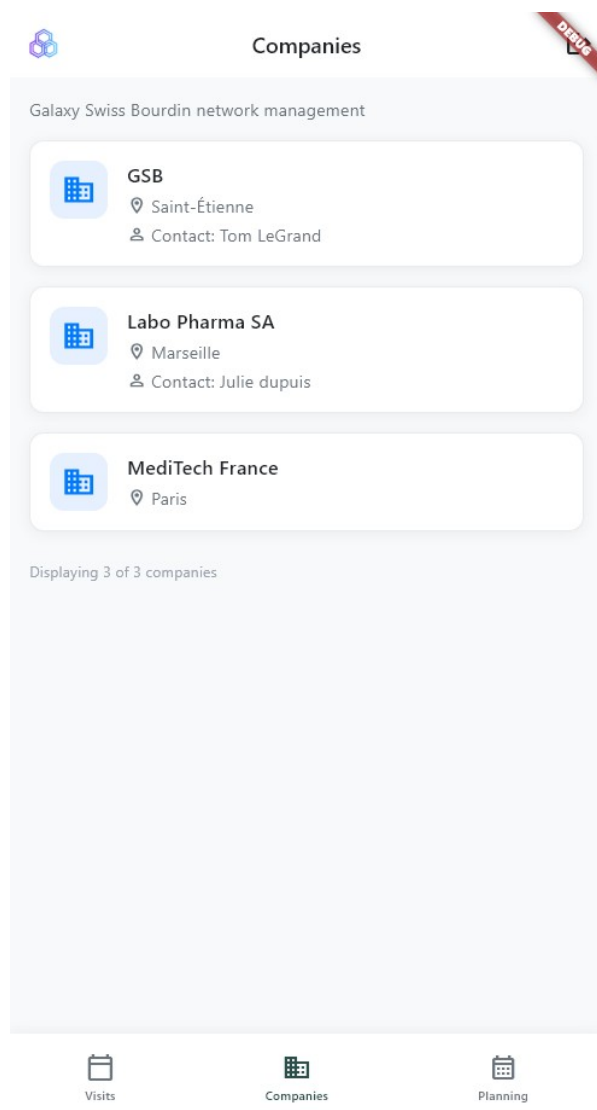 Companies
DEBUG
Galaxy Swiss Bourdin network management
GSB
Saint-Étienne
Contact: Tom LeGrand
Labo Pharma SA
Marseille
Contact: Julie dupuis
MediTech France
Paris
Displaying 3 of 3 companies
Visits
Companies
Planning